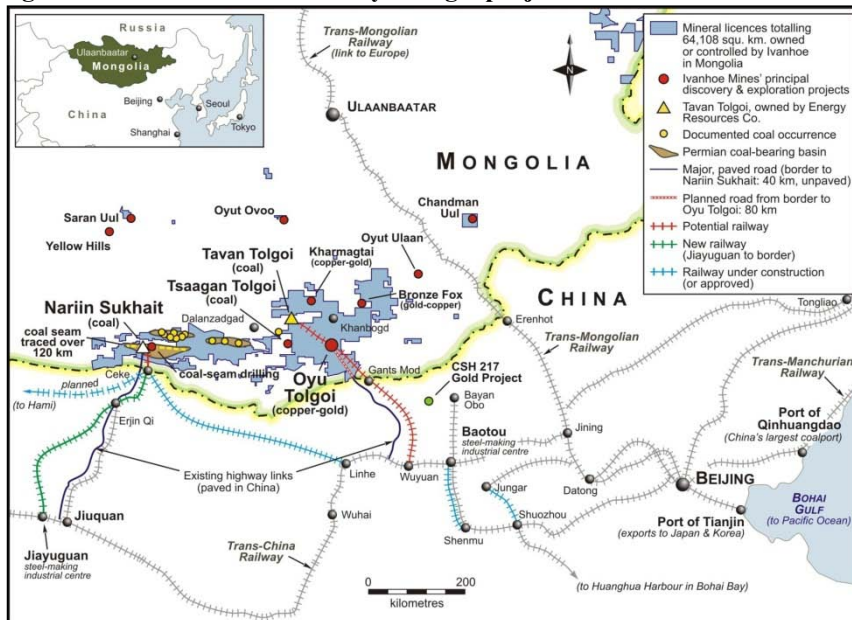 Russia
Ulaanbaatar
Mongolia
Beijing
China
Seoul
Shanghai
Tokyo
Trans-Mongolian
Railway
(link to Europe)
N
ULAANBAATAR
MONGOLIA
Mineral licences totalling
64,108 squ. km. owned
or controlled by Ivanhoe
in Mongolia
Ivanhoe Mines' principal
discovery & exploration projects
Tavan Tolgoi, owned by Energy
Resources Co.
Documented coal occurrence
Permian coal-bearing basin
Major, paved road (border to
Nariin Sukhait: 40 km, unpaved)
Planned road from border to
Oyu Tolgoi: 80 km
Potential railway
New railway
(Jiayuguan to border)
Railway under construction
(or approved)
Saran Uul
Yellow Hills
Oyut Ovoo
Chandman
Uul
Tavan Tolgoi
(coal)
Kharmagtai
(copper-gold)
Oyut Ulaan
Tsaagan Tolgoi
(coal)
Bronze Fox
(gold-copper)
CHINA
Nariin Sukhait
(coal)
Dalanzadgad
Khanbogd
Erenhot
Tongliao
coal seam
traced over
120 km
Trans-Mongolian
Railway
Trans-Manchurian
Railway
Ceke
coal-seam drilling
Oyu
Tolgoi
(copper-gold)
Gants Mod
CSH 217
Gold Project
planned
(to Hami)
Bayan
Obo
Port of
Qinhuangdao
(China's largest coalport)
Erjin Qi
Baotou
steel-making
industrial centre
Jining
Existing highway links
(paved in China)
Linhe
Wuyuan
Jungar
Datong
BEIJING
BOHAI
GULF
(to Pacific Ocean)
Jiuquan
Wuhai
Shuozhou
Port of Tianjin
(exports to Japan & Korea)
Jiayuguan
steel-making
industrial centre
Shenmu
Trans-China
Railway
0
200
kilometres
(to Huanghua Harbour in Bohai Bay)